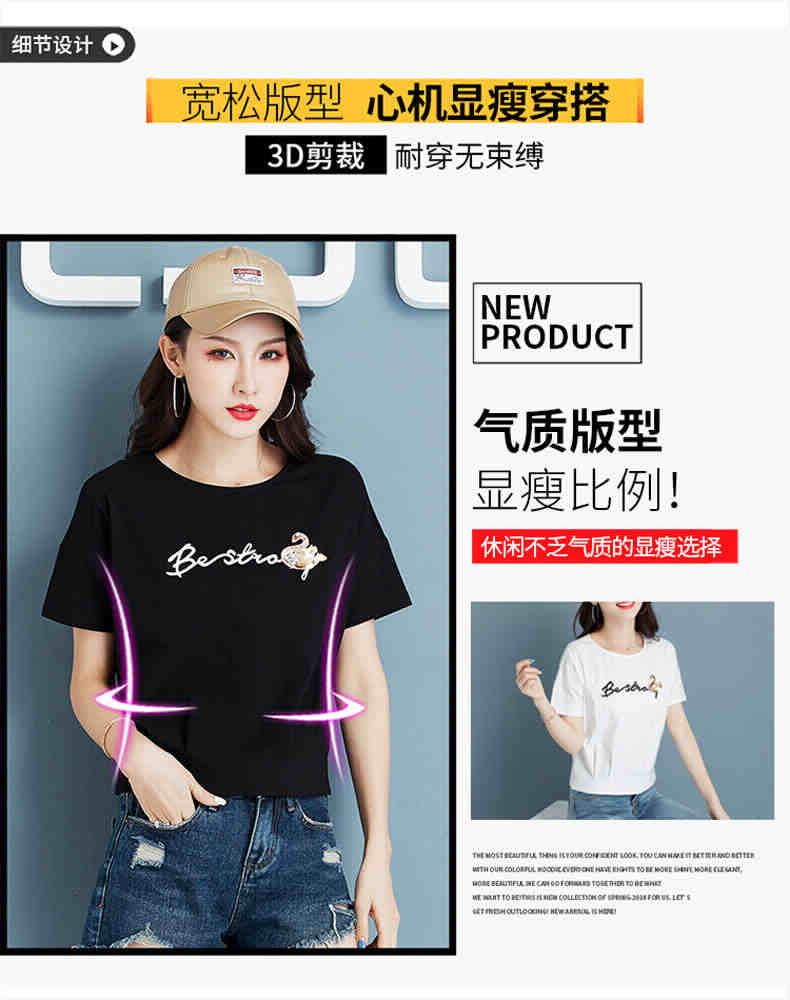 细节设计
宽松版型 心机显瘦穿搭
3D剪裁 耐穿无束缚
NEW
PRODUCT
气质版型
显瘦比例!
休闲不乏气质的显瘦选择
Bestro
Bestro
THE MOST BEAUTIFUL THING IS YOUR CONFIDENT LOOK. YOU CAN MAKE IT BETTER AND BETTER
WITH OUR COLORFUL HOODIE,EVERYONE HAVE RIGHTS TO BE MORE SHINY, MORE ELEGANT,
MORE BEAUTIFUL.WE CAN GO FORWARD TOGETHER TO BE WHAT
WE WANT TO BE!THIS IS NEW COLLECTION OF SPRING-2018 FOR US. LET' S
GET FRESH OUTLOOKING! NEW ARRIVAL IS HERE!